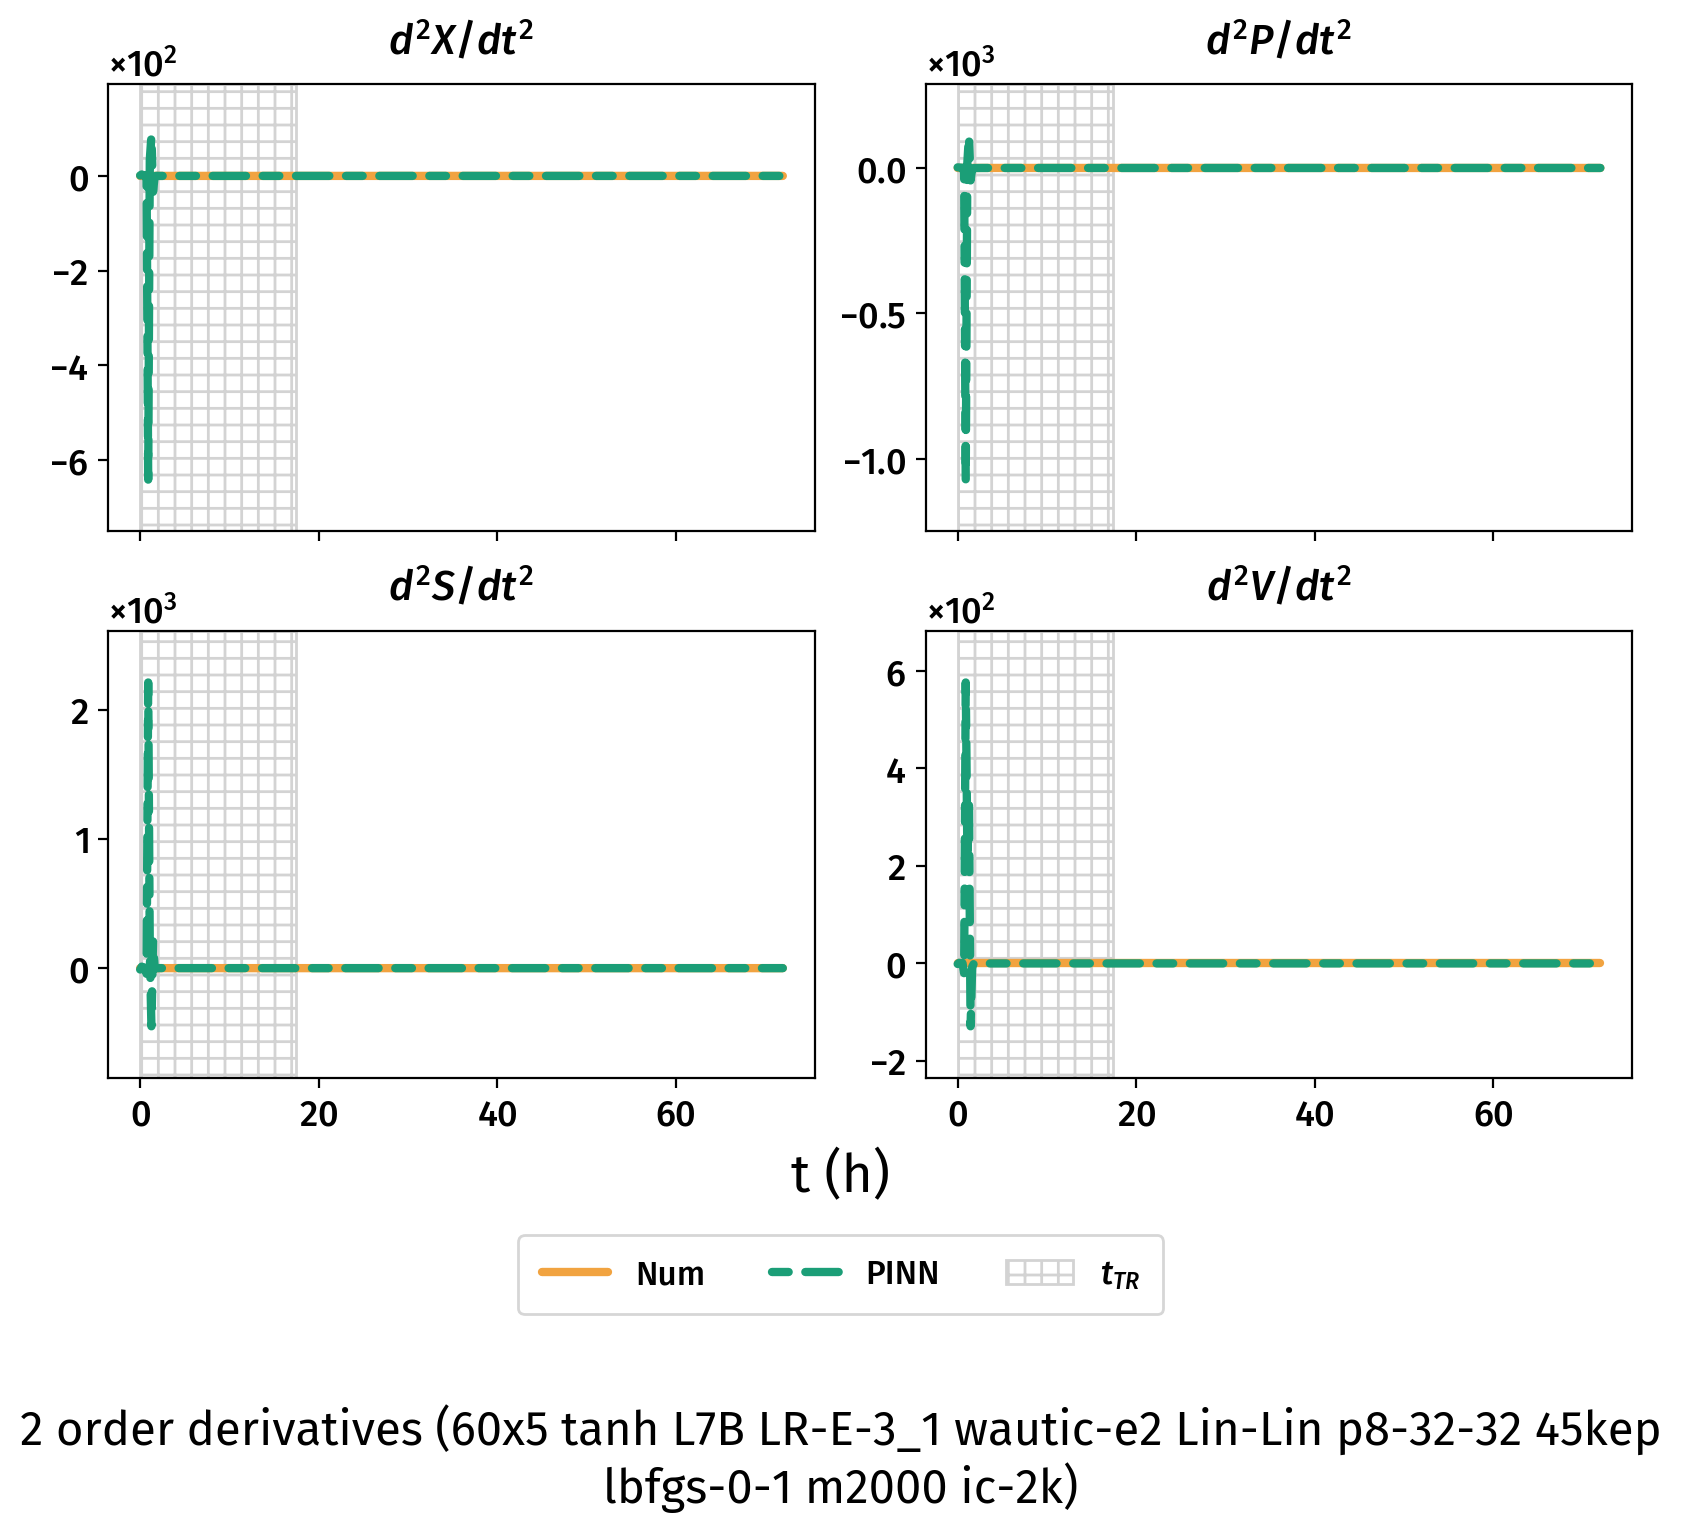 d²X/dt²
×10²
0
−2
−4
−6
d²P/dt²
×10³
0.0
−0.5
−1.0
d²S/dt²
×10³
2
1
0
0 20 40 60
d²V/dt²
×10²
6
4
2
0
−2
0 20 40 60
t (h)
Num PINN t_TR
2 order derivatives (60x5 tanh L7B LR-E-3_1 wautic-e2 Lin-Lin p8-32-32 45kep
lbfgs-0-1 m2000 ic-2k)